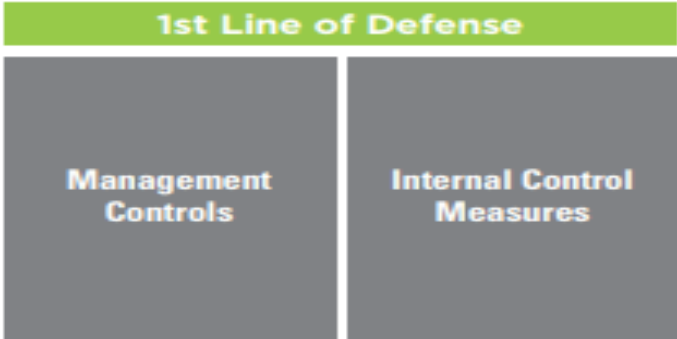 1st Line of Defense
Management
Controls
Internal Control
Measures